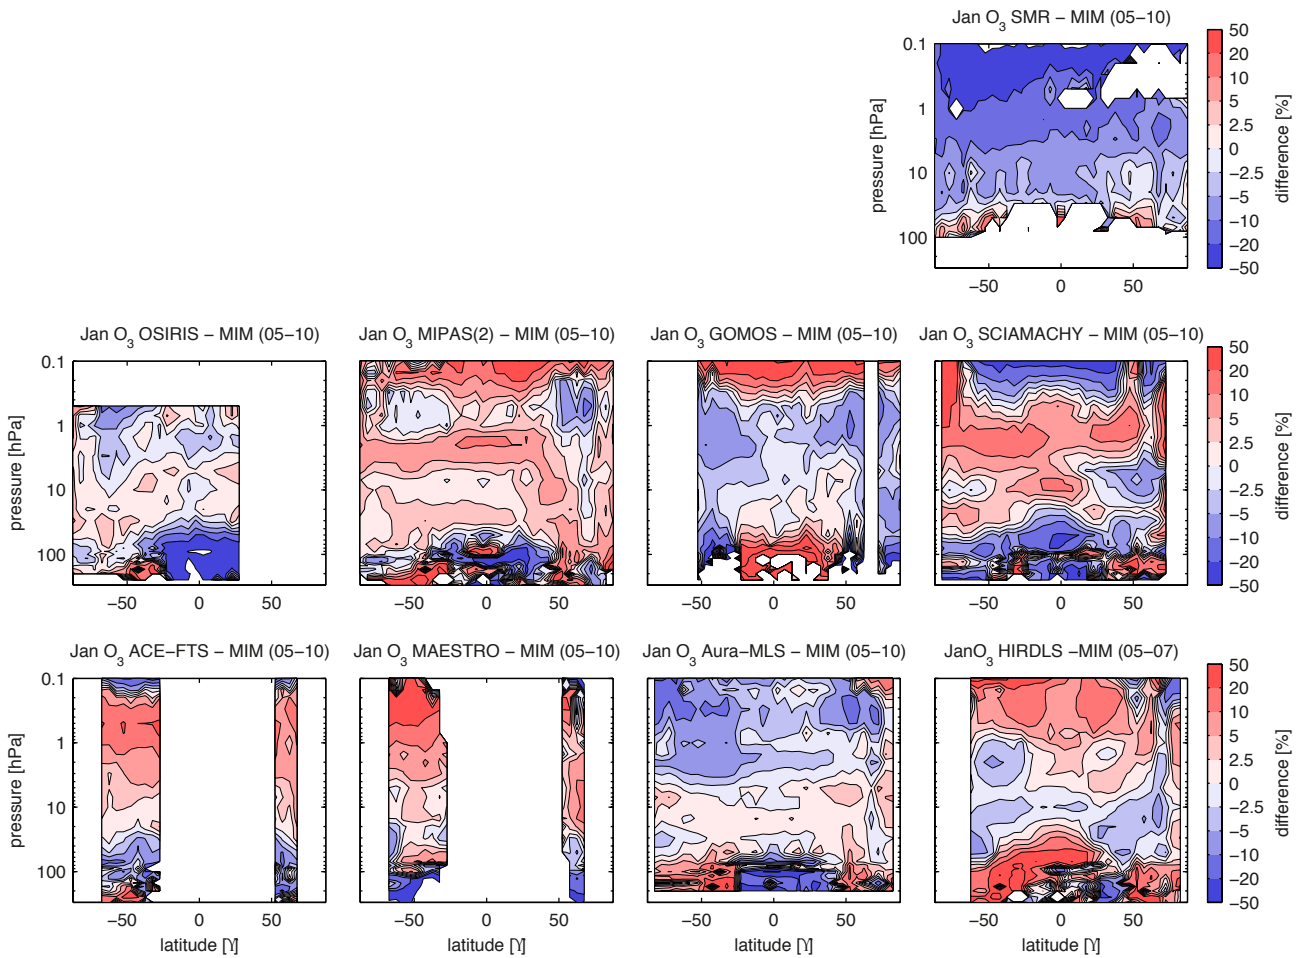 Jan O3 SMR − MIM (05−10)
0.1
1
10
100
pressure [hPa]
−50 0 50
50
20
10
5
2.5
0
−2.5
−5
−10
−20
−50
difference [%]
Jan O3 OSIRIS − MIM (05−10)
Jan O3 MIPAS(2) − MIM (05−10)
Jan O3 GOMOS − MIM (05−10)
Jan O3 SCIAMACHY − MIM (05−10)
0.1
1
10
100
pressure [hPa]
−50 0 50
−50 0 50
−50 0 50
−50 0 50
50
20
10
5
2.5
0
−2.5
−5
−10
−20
−50
difference [%]
Jan O3 ACE−FTS − MIM (05−10)
Jan O3 MAESTRO − MIM (05−10)
Jan O3 Aura−MLS − MIM (05−10)
JanO3 HIRDLS −MIM (05−07)
0.1
1
10
100
pressure [hPa]
−50 0 50
−50 0 50
−50 0 50
−50 0 50
latitude [Y]
latitude [Y]
latitude [Y]
latitude [Y]
50
20
10
5
2.5
0
−2.5
−5
−10
−20
−50
difference [%]